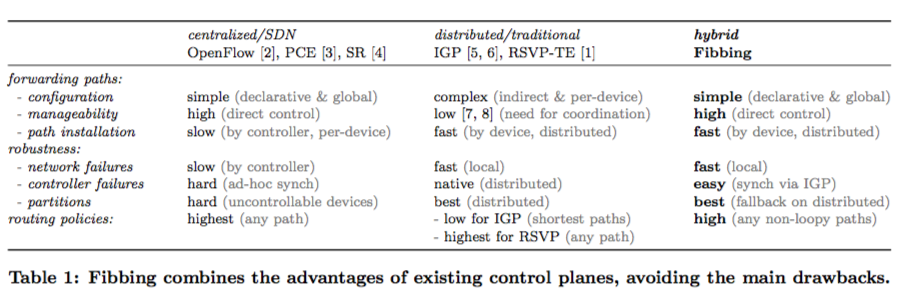 centralized/SDN distributed/traditional hybrid
OpenFlow [2], PCE [3], SR [4] IGP [5, 6], RSVP-TE [1] Fibbing
forwarding paths:
- configuration simple (declarative & global) complex (indirect & per-device) simple (declarative & global)
- manageability high (direct control) low [7, 8] (need for coordination) high (direct control)
- path installation slow (by controller, per-device) fast (by device, distributed) fast (by device, distributed)
robustness:
- network failures slow (by controller) fast (local) fast (local)
- controller failures hard (ad-hoc synch) native (distributed) easy (synch via IGP)
- partitions hard (uncontrollable devices) best (distributed) best (fallback on distributed)
routing policies: highest (any path) - low for IGP (shortest paths) high (any non-loopy paths)
- highest for RSVP (any path)
Table 1: Fibbing combines the advantages of existing control planes, avoiding the main drawbacks.